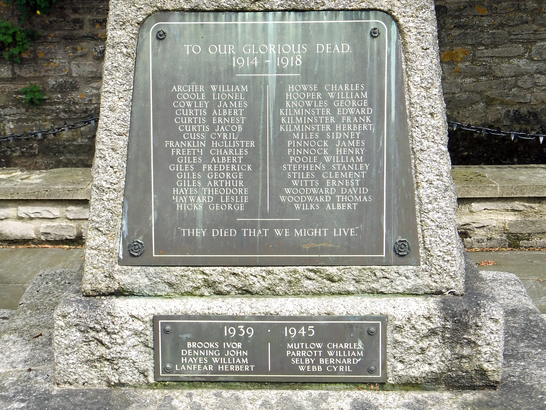 TO OUR GLORIOUS DEAD.
1914 - 1918
ARCHER WILLIAM
COOLE LIONEL
COWLEY JAMES
CURTIS ALBERT
CURTIS ERNEST
CURTIS JACOB
CUSS CYRIL
FRANKLIN HOLLISTER
FREETH CHARLES
GILES ALBERT
GILES FREDERICK
GILES GEORGE
GILES ARTHUR
HAYES THEODORE
HAYWARD LESLIE
HICKS GEORGE
HOWSE CHARLES
HOOPER WILLIAM
KNOWLES GEORGE
KILMINSTER EDWARD
KILMINSTER FRANK
KILMINSTER HERBERT
MILES SIDNEY
PINNOCK JAMES
PINNOCK HENRY
POOLE WILLIAM
STEPHENS STANLEY
STILES CLEMENT
WITTS ERNEST
WOODWARD DAVID
WOODWARD THOMAS
WILKS ALBERT
"THEY DIED THAT WE MIGHT LIVE"
1939 - 1945
BROOKS IVOR
DENNING JOHN
HAYES WILLIAM
LANFEAR HERBERT
MUTLOW CHARLES
PARROTT WILLIAM
SELBY BERNARD
WEBB CYRIL